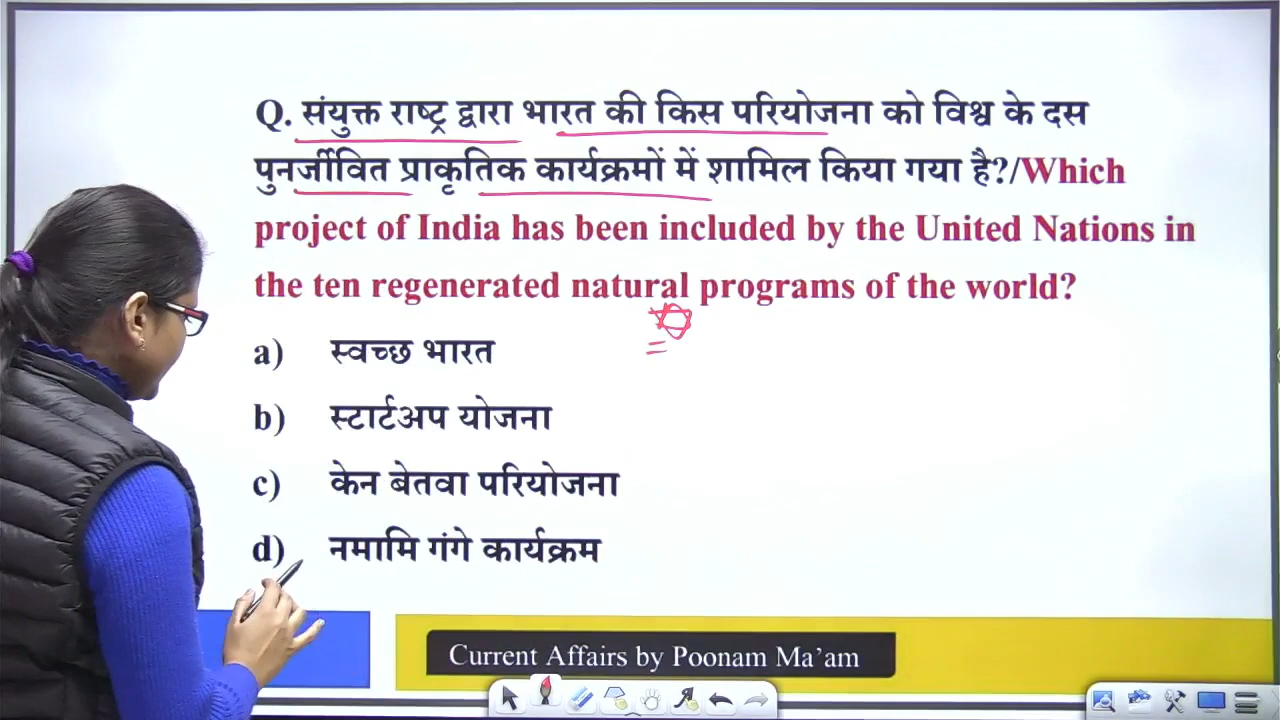 Q. संयुक्त राष्ट्र द्वारा भारत की किस परियोजना को विश्व के दस
पुनर्जीवित प्राकृतिक कार्यक्रमों में शामिल किया गया है?/Which
project of India has been included by the United Nations in
the ten regenerated natural programs of the world?
a) स्वच्छ भारत
b) स्टार्टअप योजना
c) केन बेतवा परियोजना
d) नमामि गंगे कार्यक्रम
Current Affairs by Poonam Ma'am